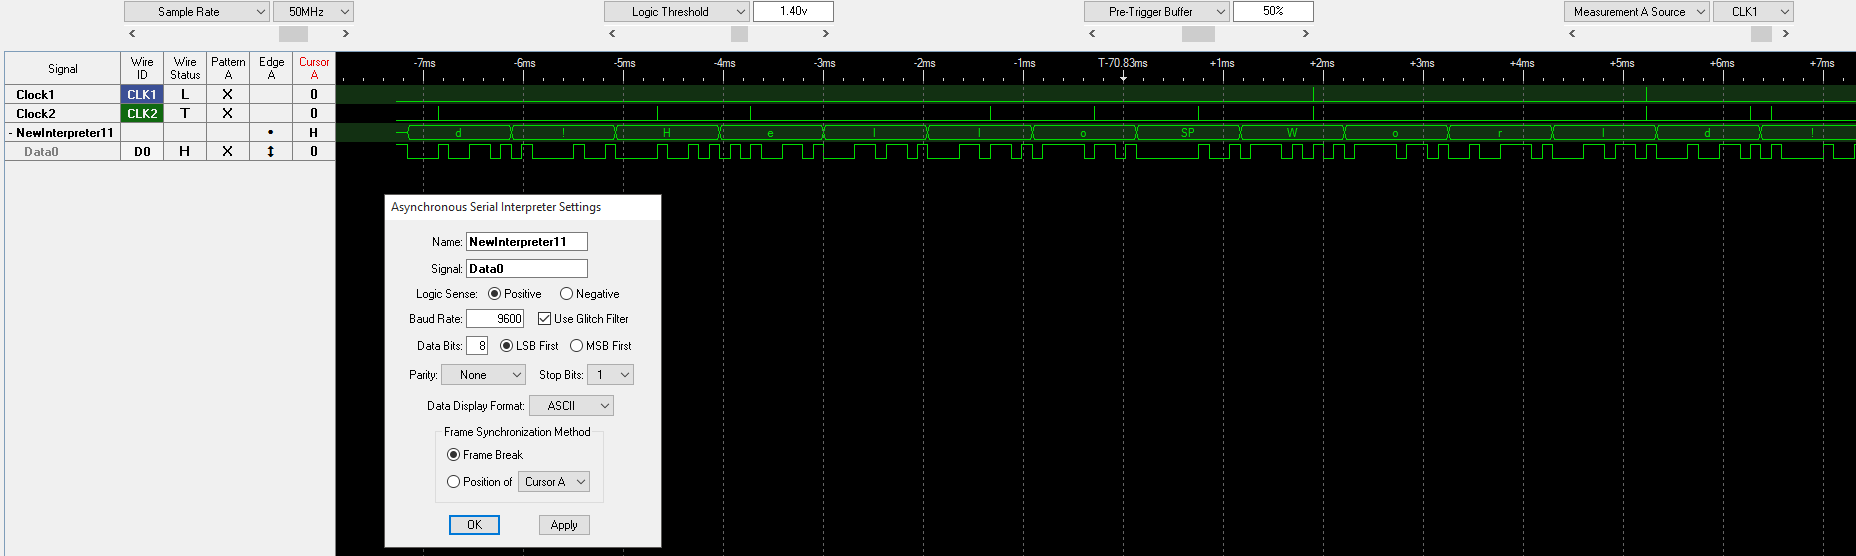 Sample Rate 50MHz Logic Threshold 1.40v Pre-Trigger Buffer 50% Measurement A Source CLK1
Signal Wire ID Wire Status Pattern A Edge A Cursor A
-7ms -6ms -5ms -4ms -3ms -2ms -1ms T-70.83ms +1ms +2ms +3ms +4ms +5ms +6ms +7ms
Clock1 CLK1 L X 0
Clock2 CLK2 T X 0
- NewInterpreter11 • H d ! H e l l o SP W o r l d !
Data0 D0 H X ↕ 0
Asynchronous Serial Interpreter Settings
Name: NewInterpreter11
Signal: Data0
Logic Sense: Positive Negative
Baud Rate: 9600 Use Glitch Filter
Data Bits: 8 LSB First MSB First
Parity: None Stop Bits: 1
Data Display Format: ASCII
Frame Synchronization Method
Frame Break
Position of Cursor A
OK Apply